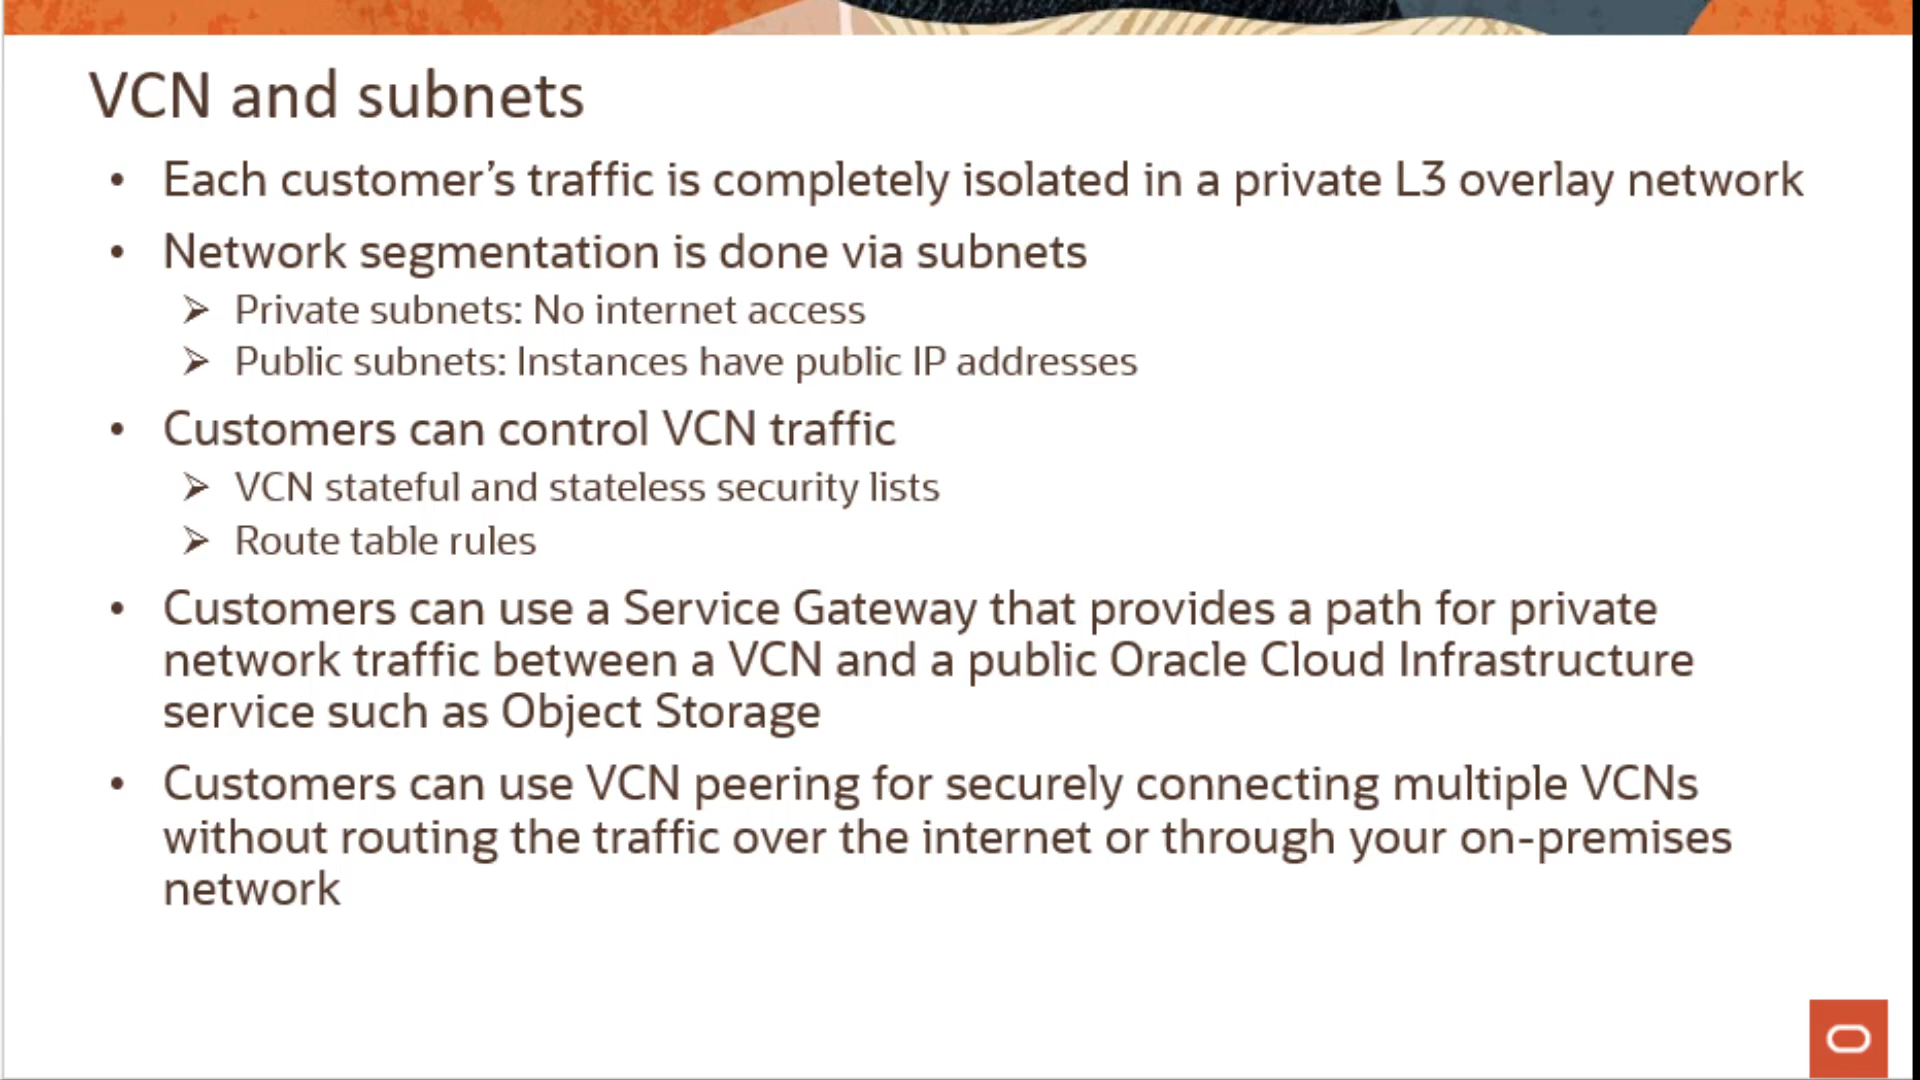 VCN and subnets
• Each customer’s traffic is completely isolated in a private L3 overlay network
• Network segmentation is done via subnets
➢ Private subnets: No internet access
➢ Public subnets: Instances have public IP addresses
• Customers can control VCN traffic
➢ VCN stateful and stateless security lists
➢ Route table rules
• Customers can use a Service Gateway that provides a path for private
network traffic between a VCN and a public Oracle Cloud Infrastructure
service such as Object Storage
• Customers can use VCN peering for securely connecting multiple VCNs
without routing the traffic over the internet or through your on-premises
network